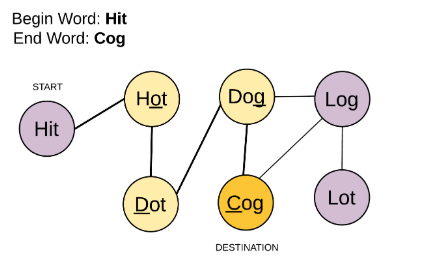 Begin Word: Hit
End Word: Cog
START
Hit
Hot
Dog
Log
Dot
Cog
Lot
DESTINATION